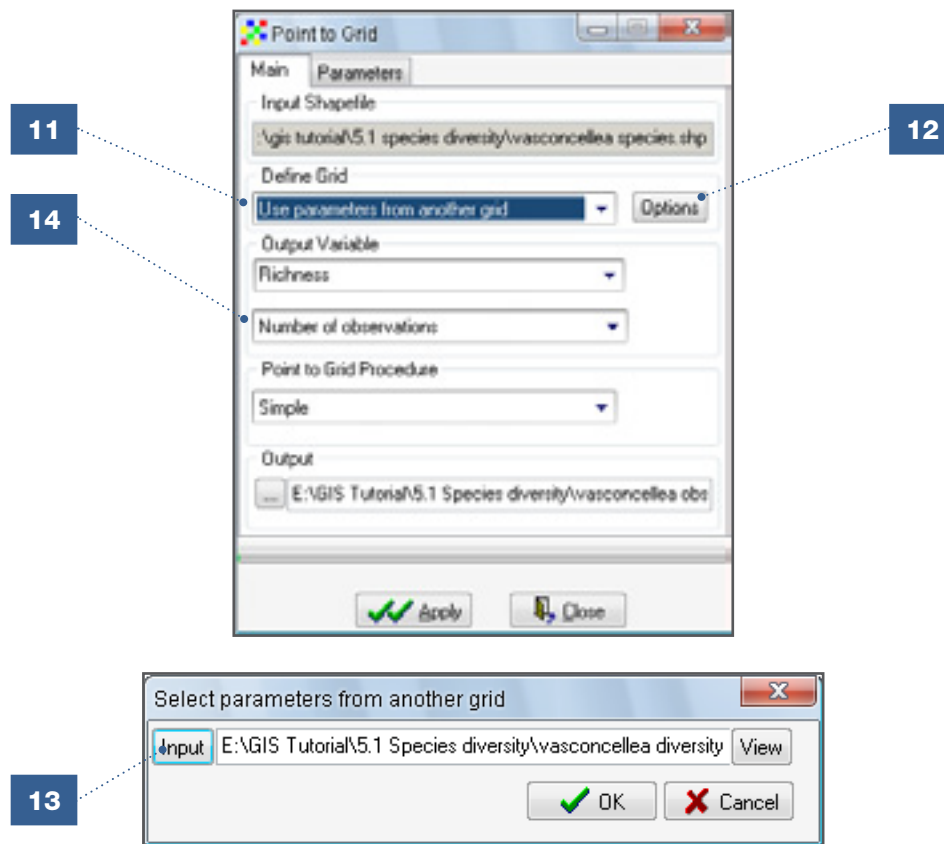 Point to Grid
Main Parameters
Input Shapefile
:\gis tutorial\5.1 species diversity\vasconcellea species.shp
11
12
Define Grid
Use parameters from another grid Options
14
Output Variable
Richness
Number of observations
Point to Grid Procedure
Simple
Output
... E:\GIS Tutorial\5.1 Species diversity\vasconcellea obs
Apply Close
Select parameters from another grid
Input E:\GIS Tutorial\5.1 Species diversity\vasconcellea diversity View
13
OK Cancel